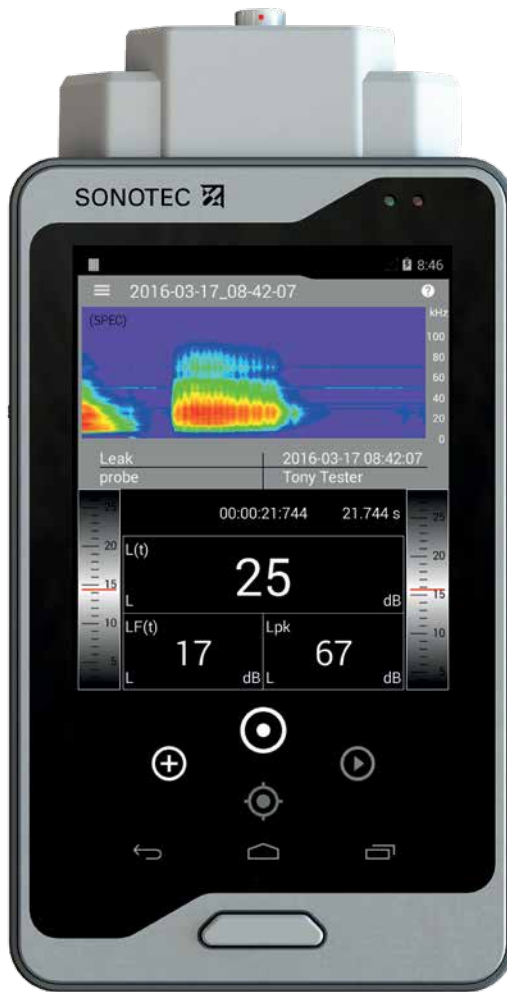 SONOTEC
8:46
2016-03-17_08-42-07
?
(SPEC)
kHz
100
80
60
40
20
0
Leak 2016-03-17 08:42:07
probe Tony Tester
00:00:21:744 21.744 s
25
20
15
10
5
L(t)
25
L dB
LF(t)
17
L dB
Lpk
67
L dB
25
20
15
10
5